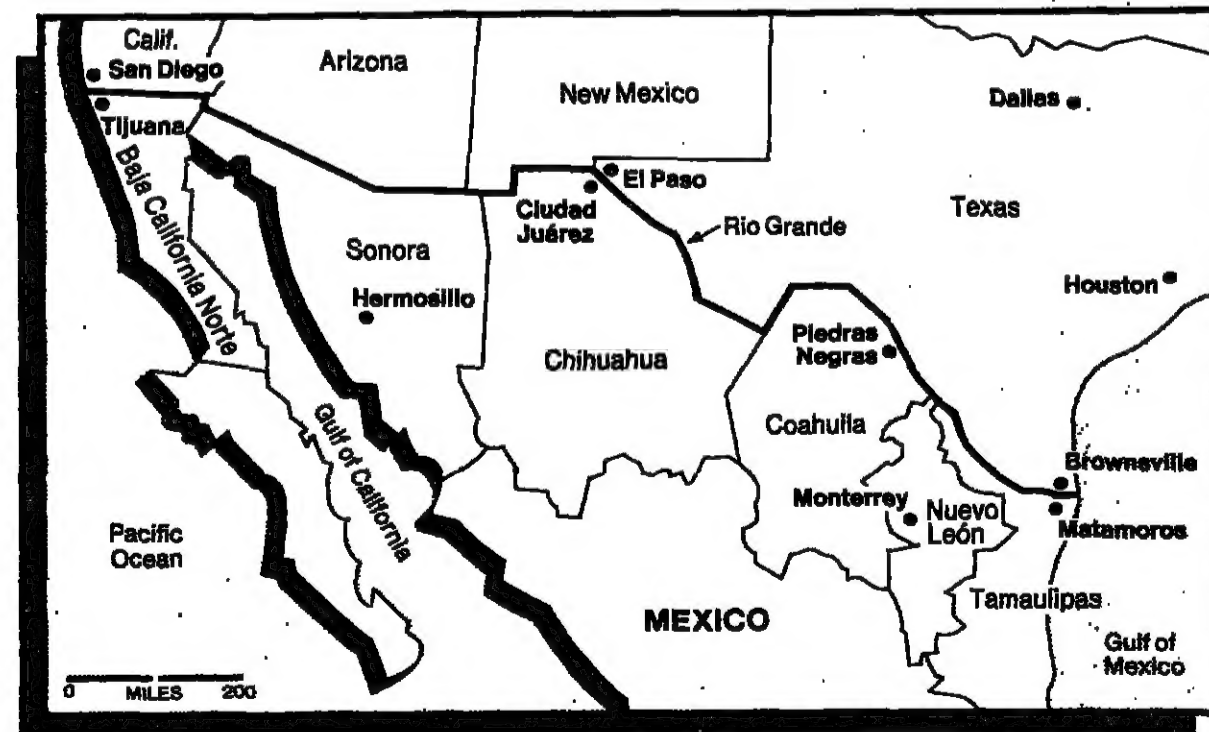 Calif.
San Diego
Arizona
New Mexico
Dallas
Tijuana
El Paso
Ciudad
Juárez
Texas
Baja California Norte
Rio Grande
Sonora
Houston
Hermosillo
Piedras
Negras
Chihuahua
Gulf of California
Coahuila
Brownsville
Monterrey
Nuevo
León
Matamoros
Pacific
Ocean
MEXICO
Tamaulipas
Gulf of
Mexico
0 MILES 200